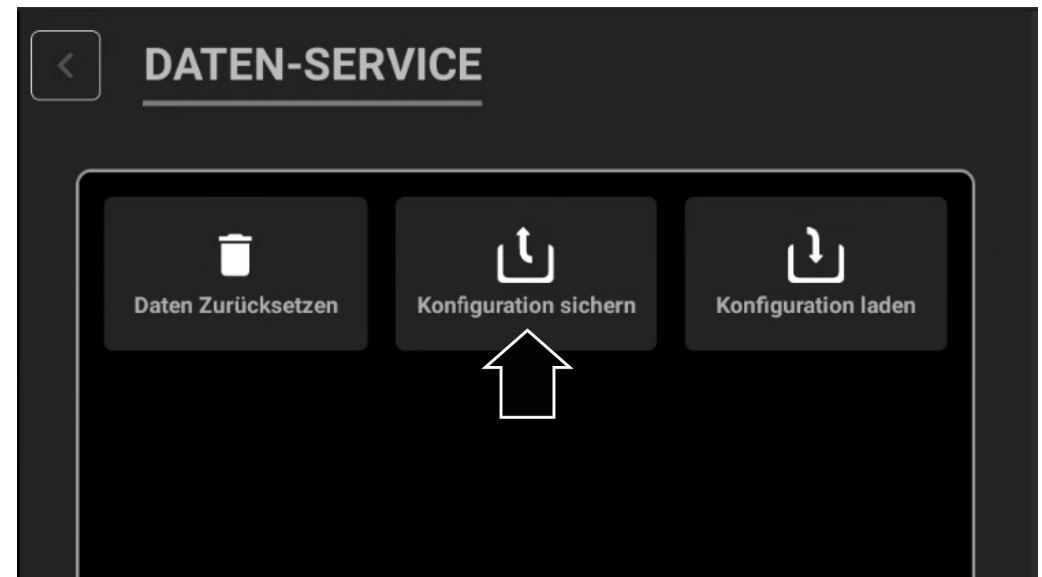 DATEN-SERVICE
Daten Zurücksetzen
Konfiguration sichern
Konfiguration laden